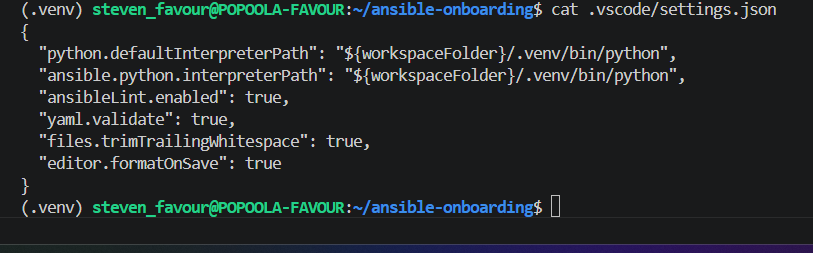 (.venv) steven_favour@POPOOLA-FAVOUR:~/ansible-onboarding$ cat .vscode/settings.json
{
  "python.defaultInterpreterPath": "${workspaceFolder}/.venv/bin/python",
  "ansible.python.interpreterPath": "${workspaceFolder}/.venv/bin/python",
  "ansibleLint.enabled": true,
  "yaml.validate": true,
  "files.trimTrailingWhitespace": true,
  "editor.formatOnSave": true
}
(.venv) steven_favour@POPOOLA-FAVOUR:~/ansible-onboarding$